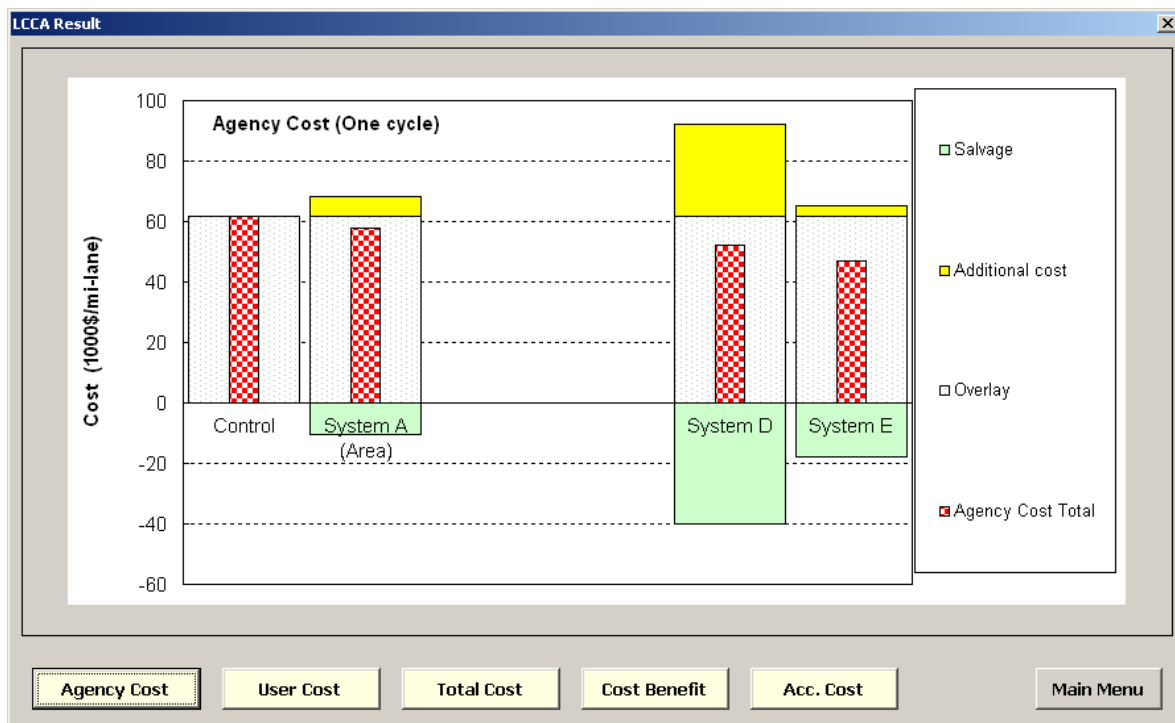 LCCA Result
Agency Cost (One cycle)
Cost (1000$/mi-lane)
100
80
60
40
20
0
-20
-40
-60
Control
System A
(Area)
System D
System E
Salvage
Additional cost
Overlay
Agency Cost Total
Agency Cost
User Cost
Total Cost
Cost Benefit
Acc. Cost
Main Menu